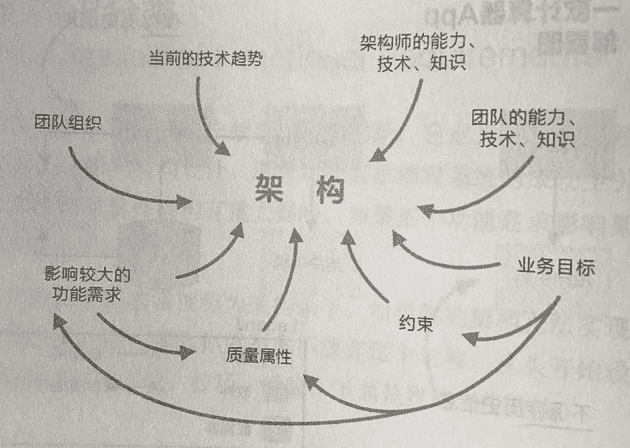 当前的技术趋势
架构师的能力、
技术、知识
团队组织
团队的能力、
技术、知识
架 构
影响较大的
功能需求
业务目标
约束
质量属性